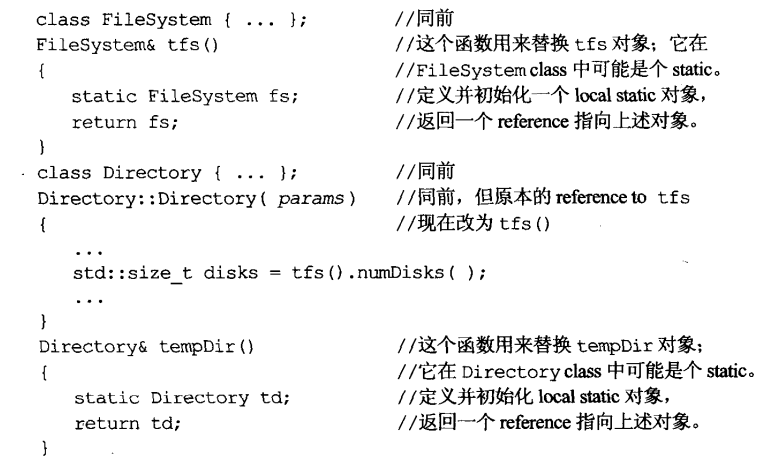 class FileSystem { ... }; //同前
FileSystem& tfs() //这个函数用来替换 tfs 对象；它在
{ //FileSystem class 中可能是个 static。
static FileSystem fs; //定义并初始化一个 local static 对象，
return fs; //返回一个 reference 指向上述对象。
}
class Directory { ... }; //同前
Directory::Directory( params) //同前，但原本的 reference to tfs
{ //现在改为 tfs()
...
std::size_t disks = tfs().numDisks( );
...
}
Directory& tempDir() //这个函数用来替换 tempDir 对象；
{ //它在 Directory class 中可能是个 static。
static Directory td; //定义并初始化 local static 对象，
return td; //返回一个 reference 指向上述对象。
}